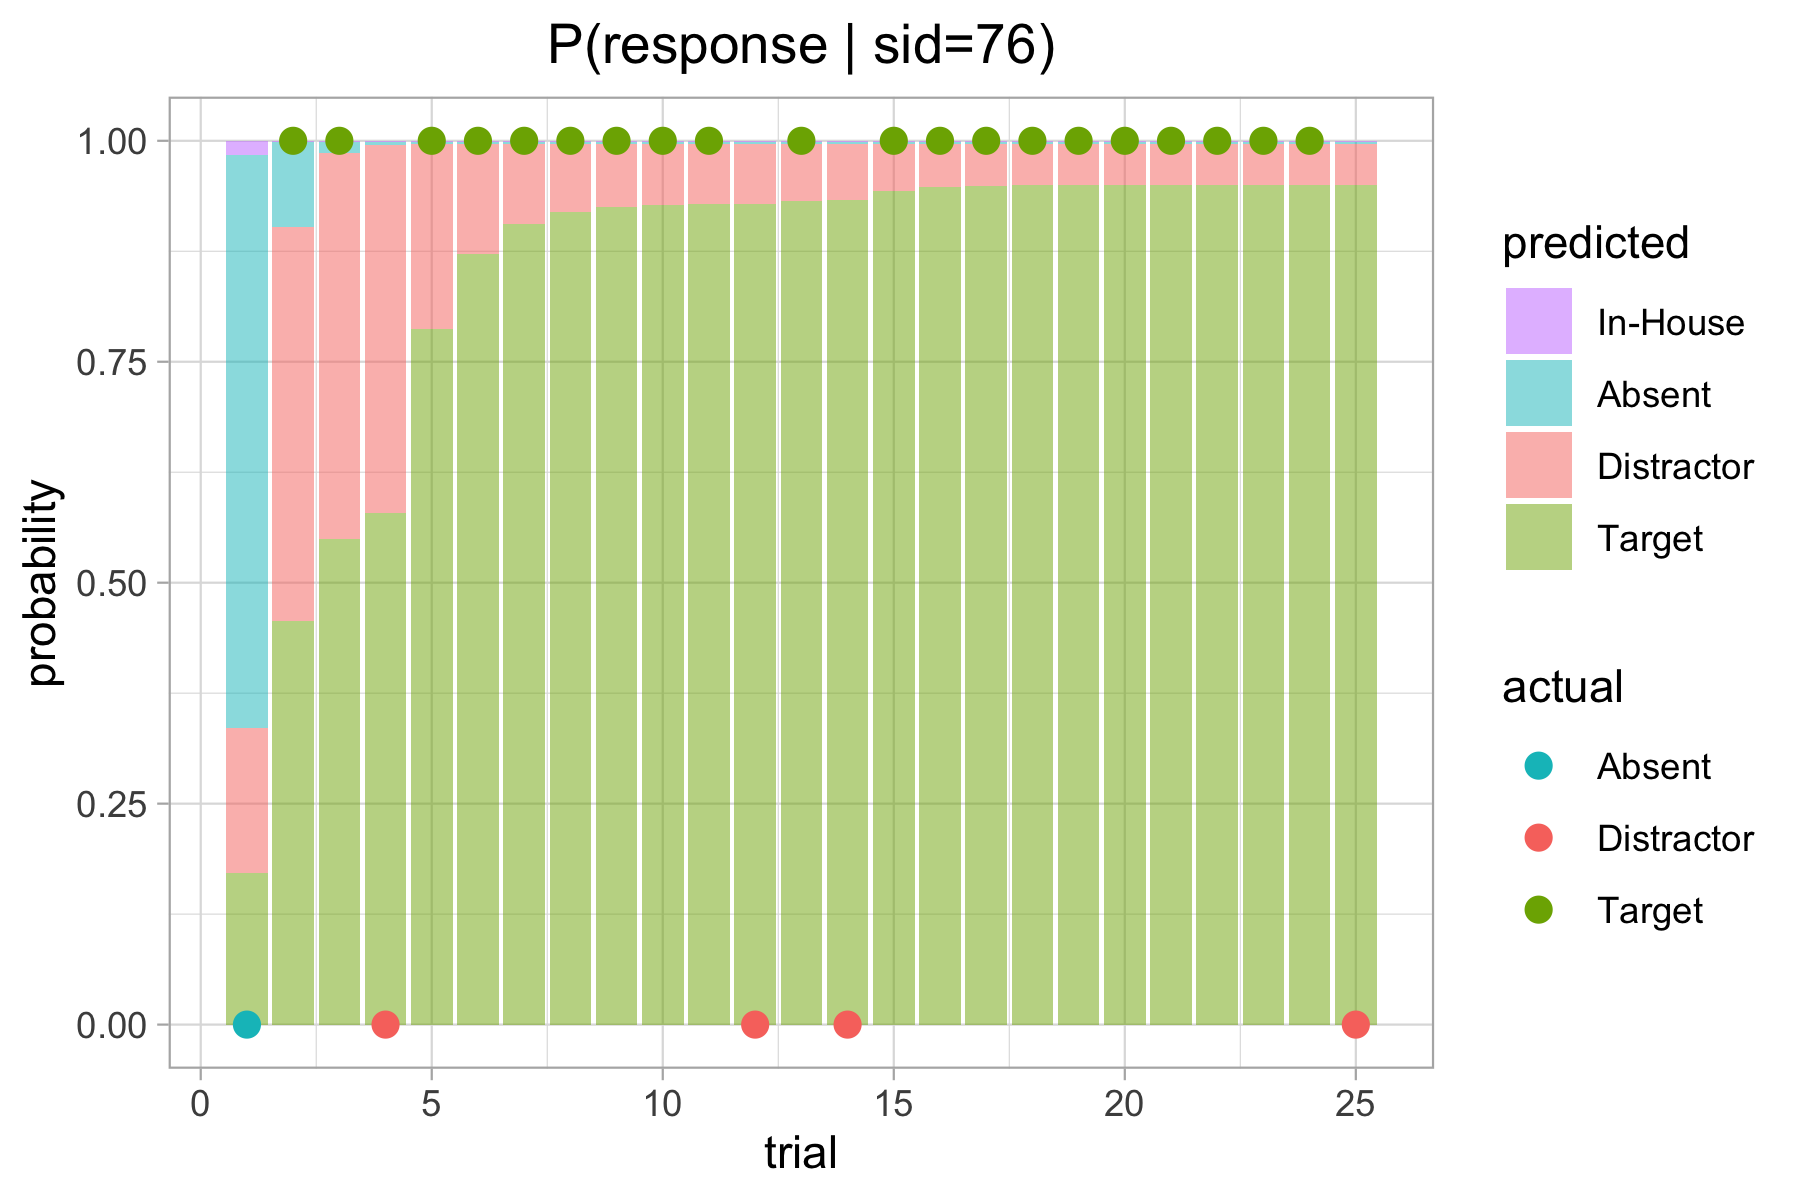 P(response | sid=76)
1.00
0.75
0.50
0.25
0.00
probability
0 5 10 15 20 25
trial
predicted
In-House
Absent
Distractor
Target
actual
Absent
Distractor
Target